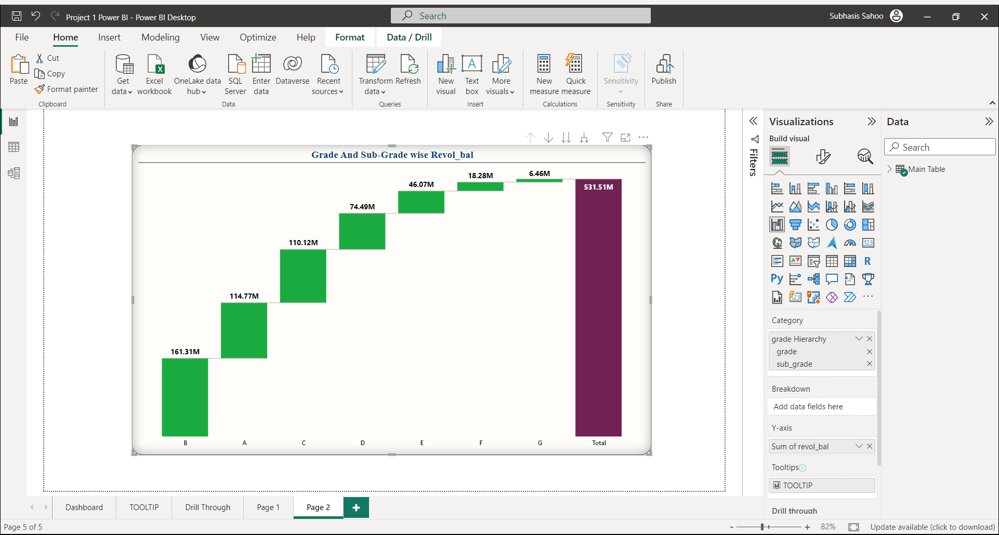 Project 1 Power BI - Power BI Desktop
Search
Subhasis Sahoo
File Home Insert Modeling View Optimize Help Format Data / Drill
Paste
Cut
Copy
Format painter
Clipboard
Get data
Excel workbook
OneLake data hub
SQL Server
Enter data
Dataverse
Recent sources
Data
Transform data
Refresh
Queries
New visual
A
Text box
More visuals
Insert
New measure
Quick measure
Calculations
Sensitivity
Sensitivity
Publish
Share
Grade And Sub-Grade wise Revol_bal
161.31M
114.77M
110.12M
74.49M
46.07M
18.28M
6.46M
531.51M
B A C D E F G Total
Filters
Visualizations
Build visual
123
R
Py
123
Category
grade Hierarchy
grade
sub_grade
Breakdown
Add data fields here
Y-axis
Sum of revol_bal
Tooltips
TOOLTIP
Drill through
Data
Search
Main Table
Dashboard TOOLTIP Drill Through Page 1 Page 2 +
Page 5 of 5
- + 82%
Update available (click to download)